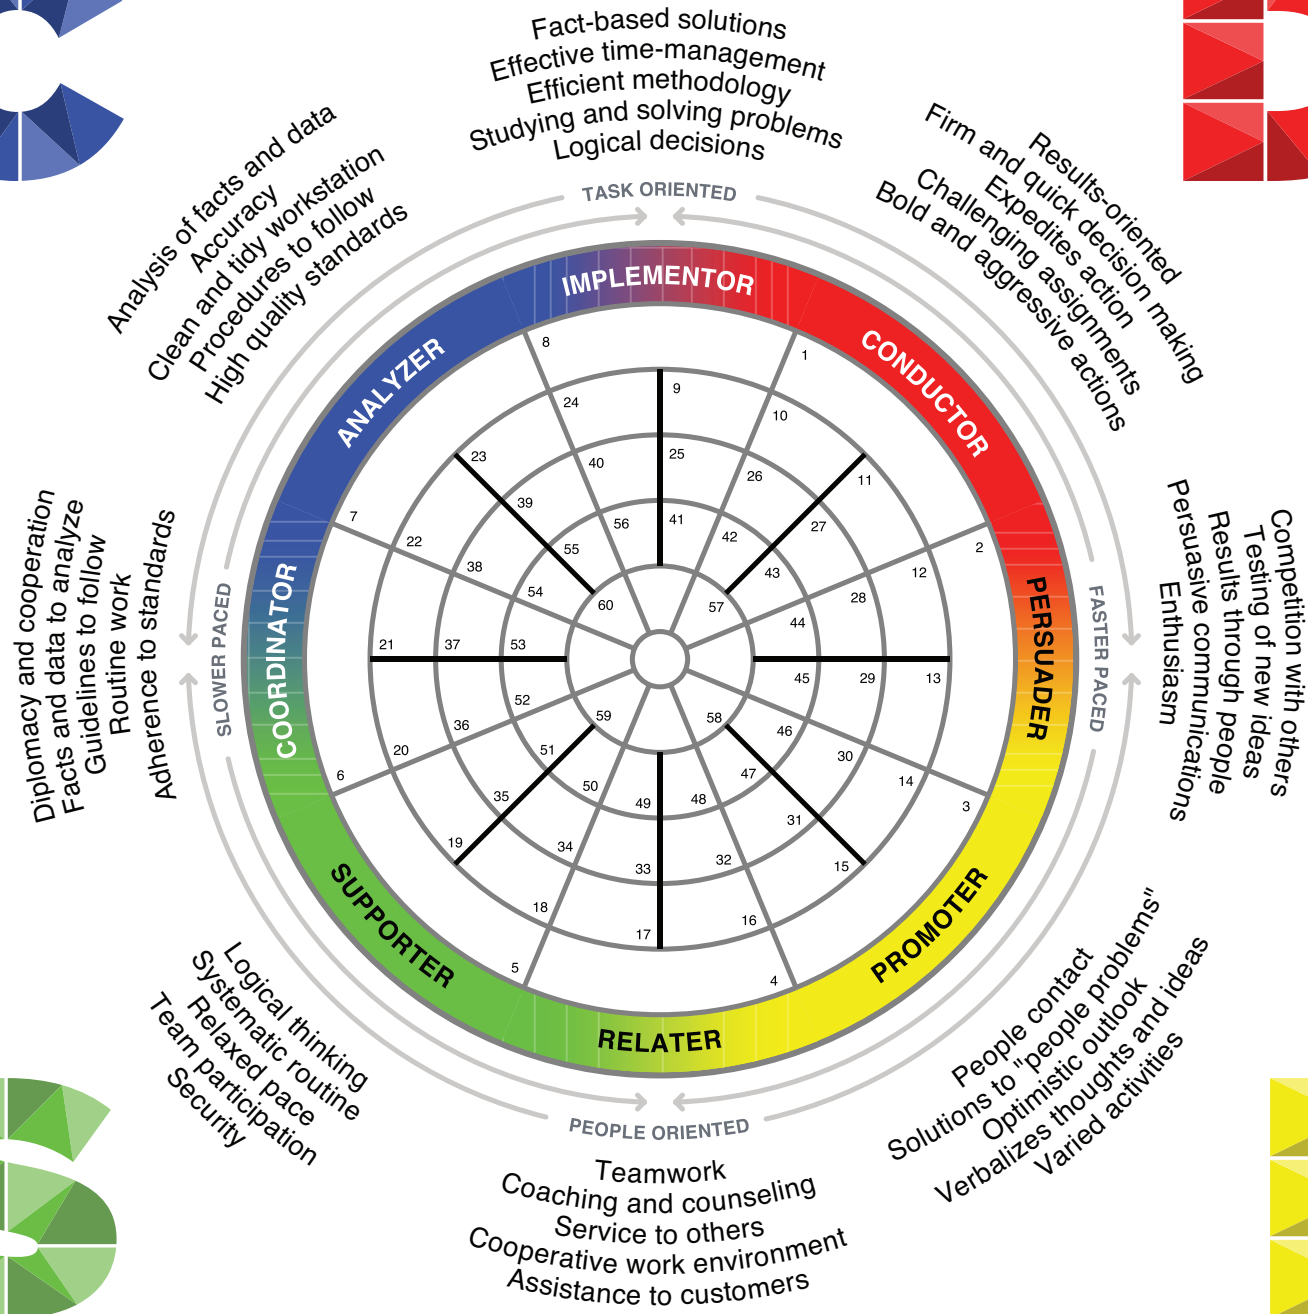 Fact-based solutions
Effective time-management
Efficient methodology
Studying and solving problems
Logical decisions
TASK ORIENTED
Results-oriented
Firm and quick decision making
Expedites action
Challenging assignments
Bold and aggressive actions
Competition with others
Testing of new ideas
Results through people
Persuasive communications
Enthusiasm
FASTER PACED
People contact
Solutions to "people problems"
Optimistic outlook
Verbalizes thoughts and ideas
Varied activities
PEOPLE ORIENTED
Teamwork
Coaching and counseling
Service to others
Cooperative work environment
Assistance to customers
Logical thinking
Systematic routine
Relaxed pace
Team participation
Security
SLOWER PACED
Diplomacy and cooperation
Facts and data to analyze
Guidelines to follow
Routine work
Adherence to standards
Analysis of facts and data
Accuracy
Clean and tidy workstation
Procedures to follow
High quality standards
IMPLEMENTOR
CONDUCTOR
PERSUADER
PROMOTER
RELATER
SUPPORTER
COORDINATOR
ANALYZER
1
2
3
4
5
6
7
8
9
10
11
12
13
14
15
16
17
18
19
20
21
22
23
24
25
26
27
28
29
30
31
32
33
34
35
36
37
38
39
40
41
42
43
44
45
46
47
48
49
50
51
52
53
54
55
56
57
58
59
60
C
D
S